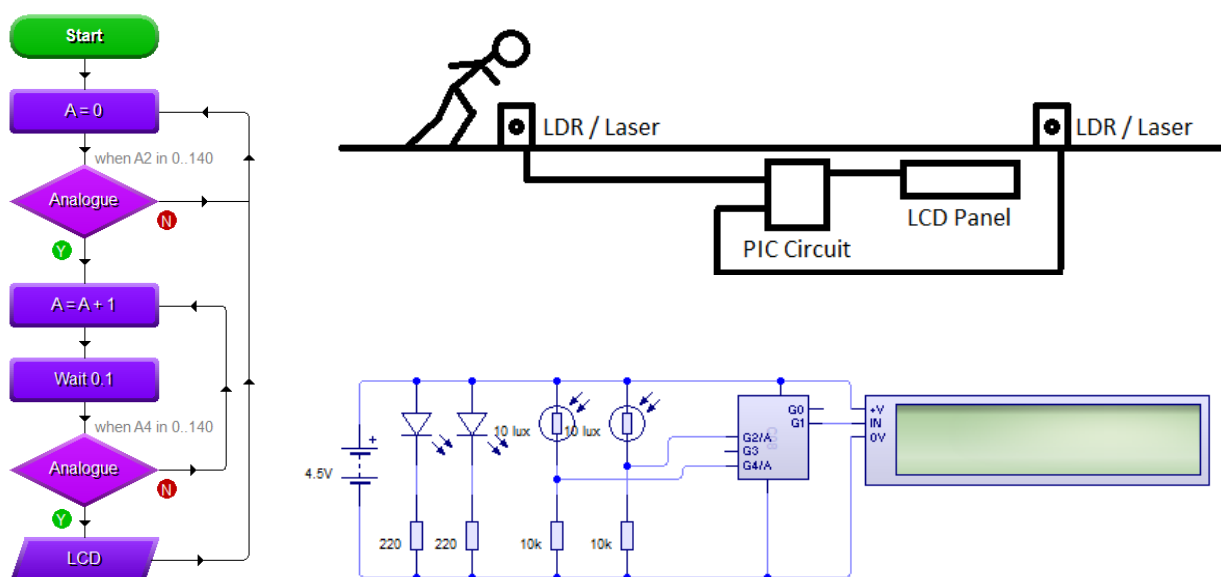 Start
A = 0
when A2 in 0..140
Analogue
N
Y
A = A + 1
Wait 0.1
when A4 in 0..140
Analogue
N
Y
LCD
LDR / Laser
LDR / Laser
PIC Circuit
LCD Panel
4.5V
+
220
220
10 lux
10 lux
10k
10k
G0
G1
G2/A
G3
G4/A
+V
IN
0V